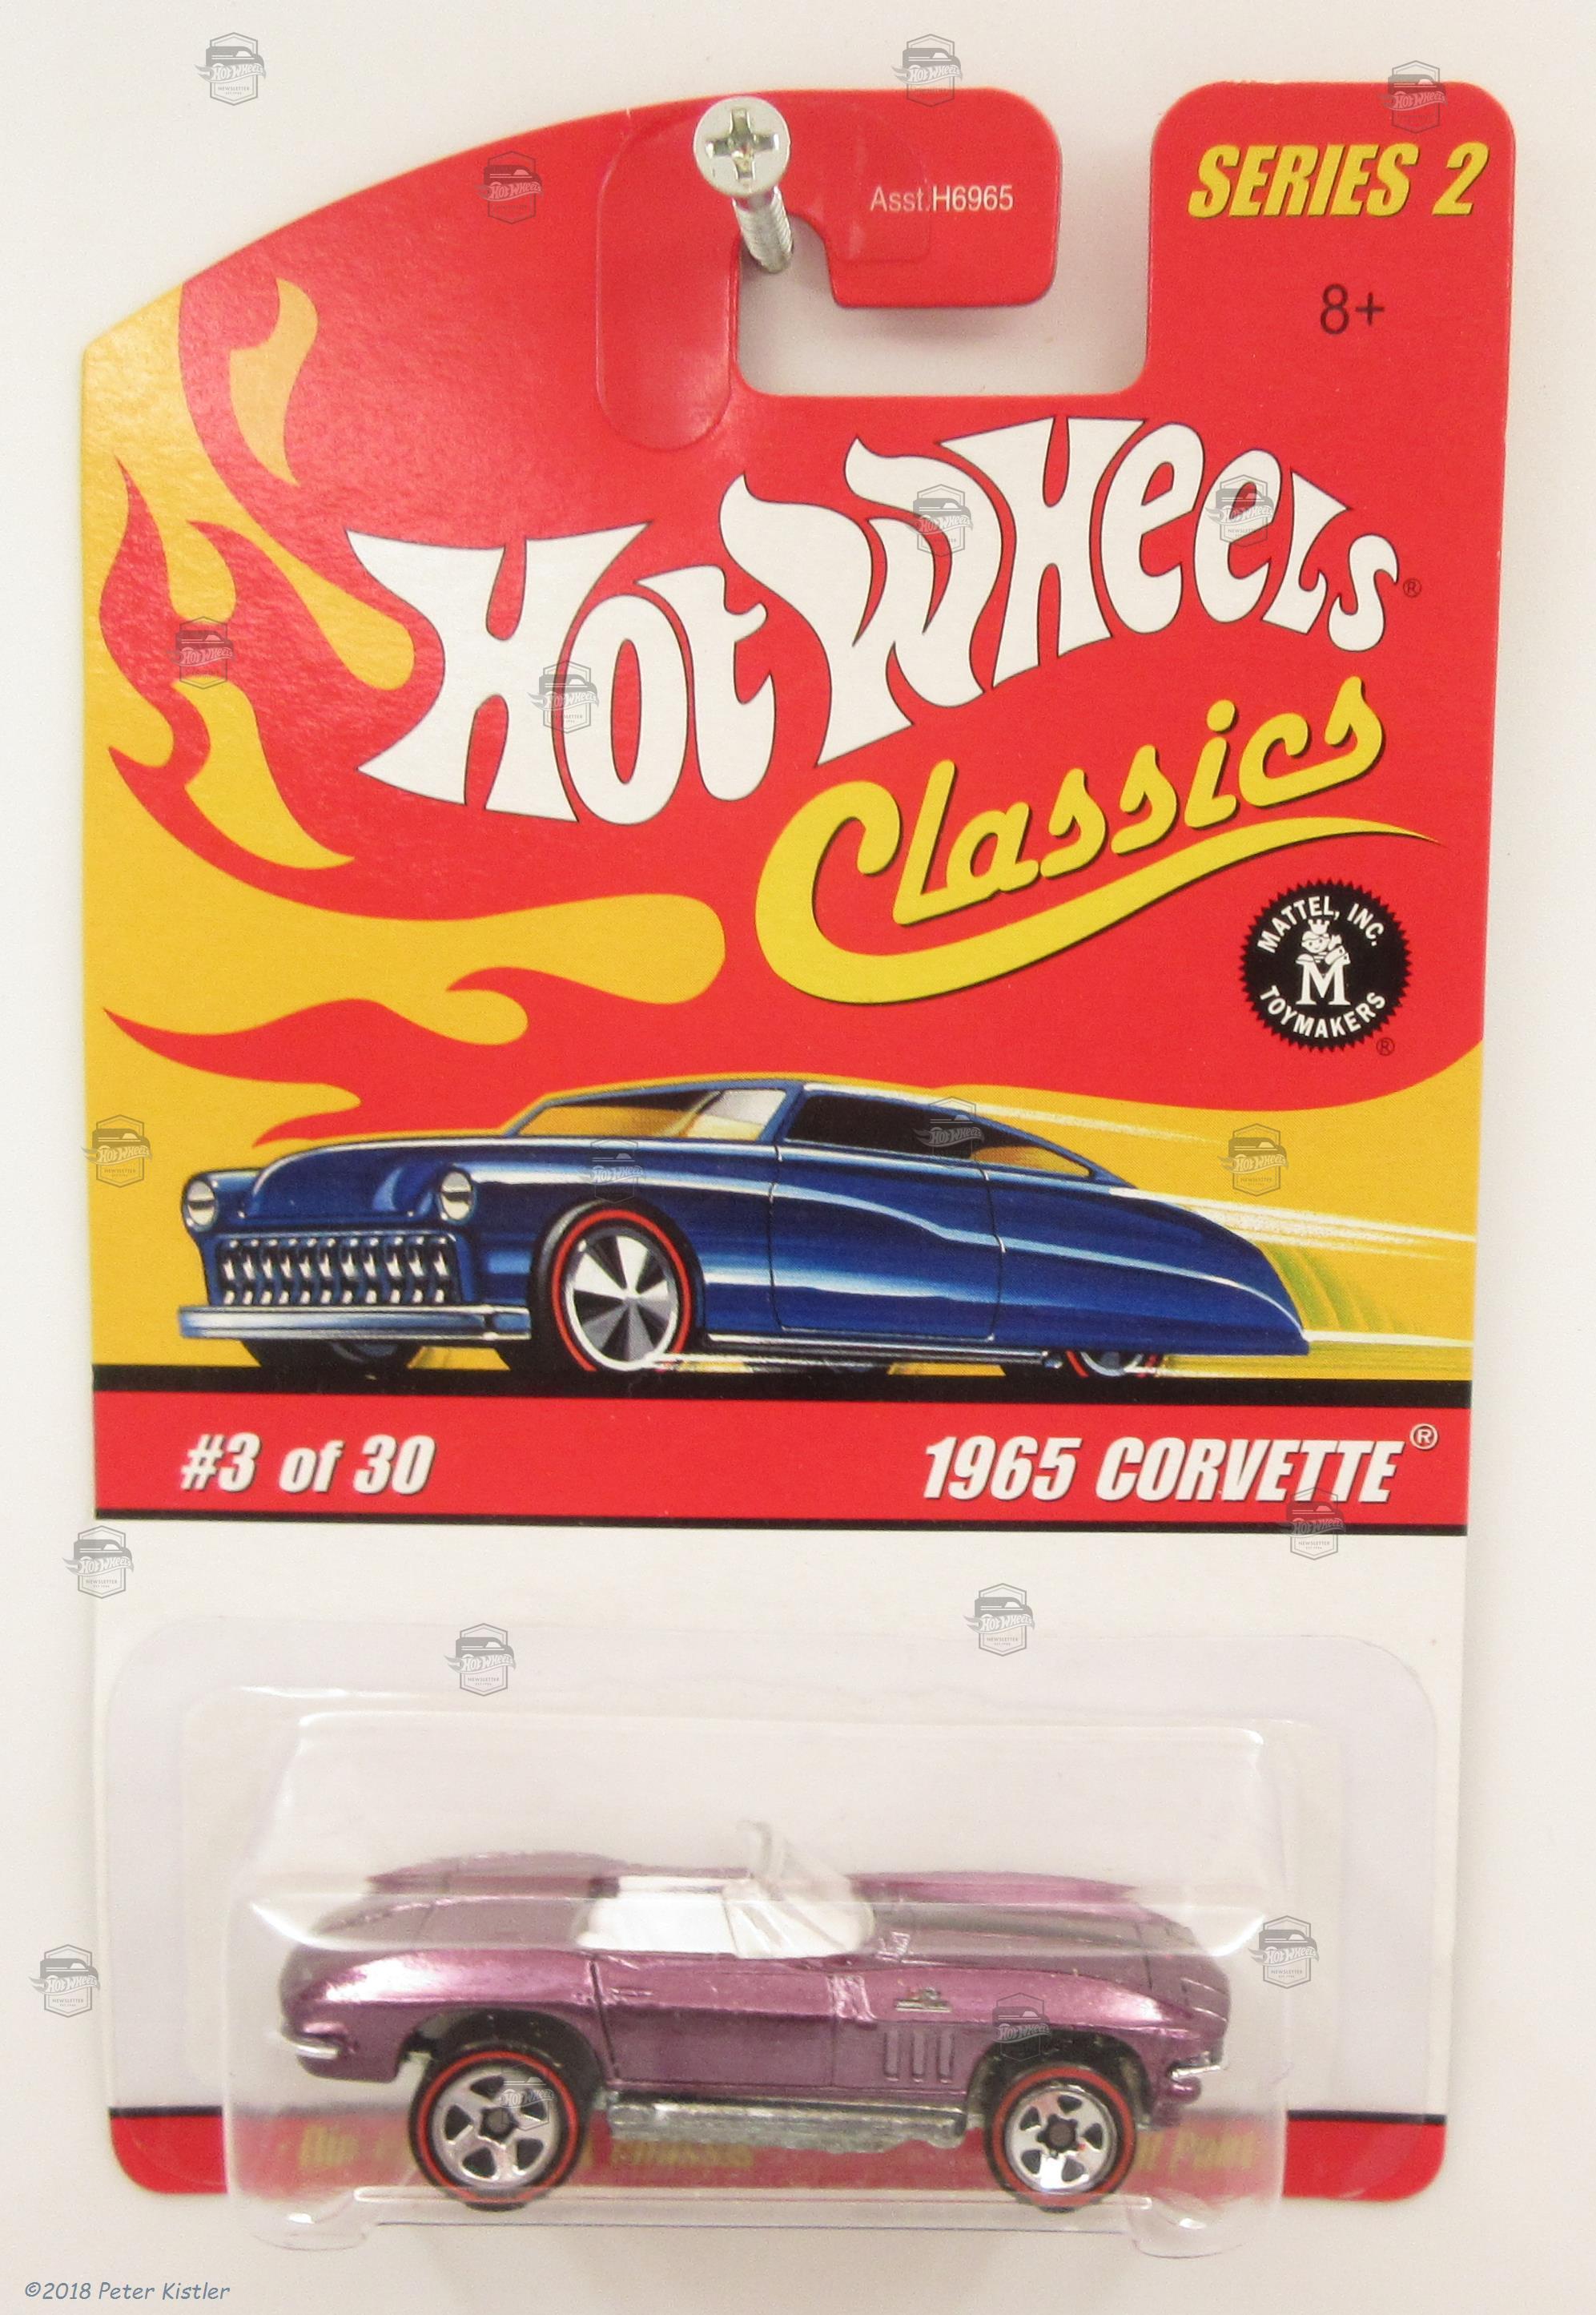 SERIES 2
Asst.H6965
8+
HOT WHEELS®
Classics
MATTEL, INC.
M
TOYMAKERS
®
#3 of 30
1965 CORVETTE®
©2018 Peter Kistler